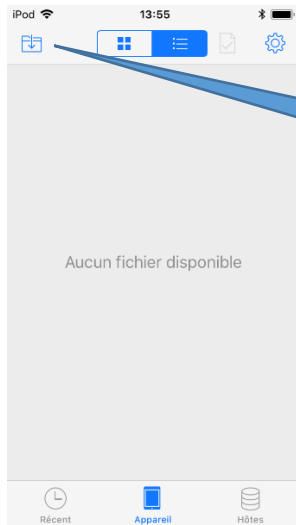 iPod 13:55
Aucun fichier disponible
Récent Appareil Hôtes